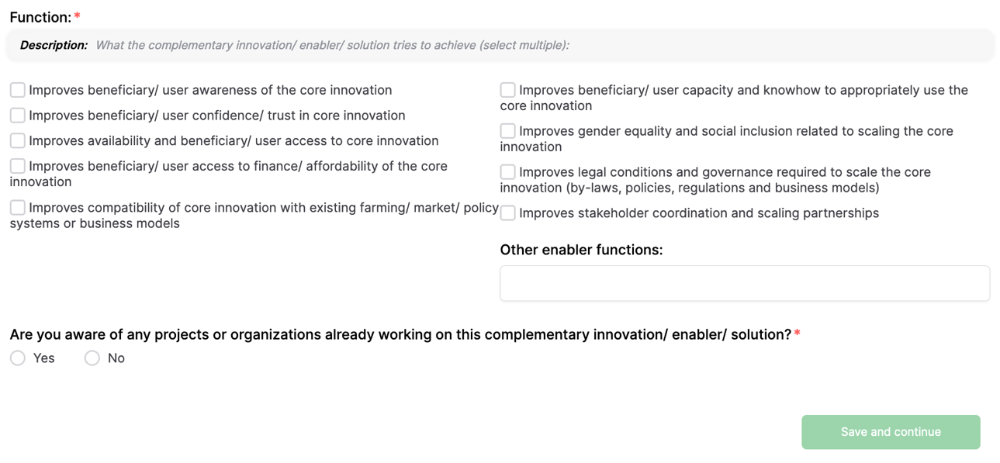 Function: *
Description: What the complementary innovation/ enabler/ solution tries to achieve (select multiple):
Improves beneficiary/ user awareness of the core innovation
Improves beneficiary/ user confidence/ trust in core innovation
Improves availability and beneficiary/ user access to core innovation
Improves beneficiary/ user access to finance/ affordability of the core
innovation
Improves compatibility of core innovation with existing farming/ market/ policy
systems or business models
Improves beneficiary/ user capacity and knowhow to appropriately use the
core innovation
Improves gender equality and social inclusion related to scaling the core
innovation
Improves legal conditions and governance required to scale the core
innovation (by-laws, policies, regulations and business models)
Improves stakeholder coordination and scaling partnerships
Other enabler functions:
Are you aware of any projects or organizations already working on this complementary innovation/ enabler/ solution? *
Yes No
Save and continue